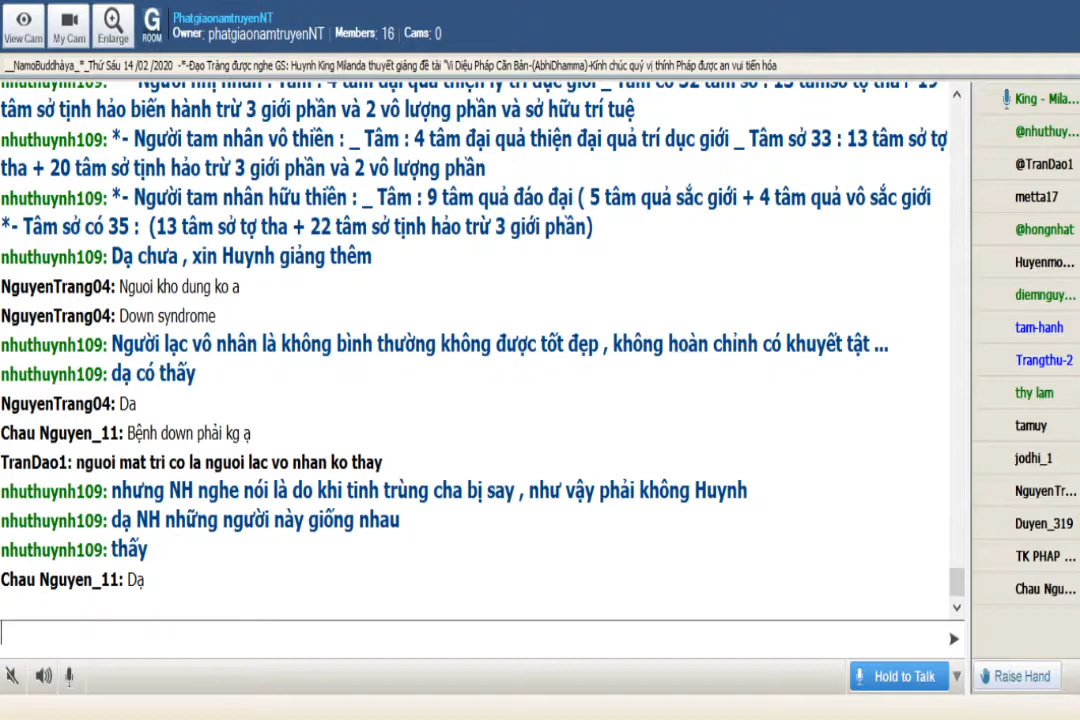 PhatgiaonamtruyenNT
Owner: phatgiaonamtruyenNT Members: 16 Cams: 0
View Cam My Cam Enlarge G ROOM
__NamoBuddhàya_*_Thứ Sáu 14 /02 /2020 -*-Đạo Tràng được nghe GS: Huynh King Milanda thuyết giảng đề tài "Vi Diệu Pháp Căn Bản-(AbhiDhamma)-Kính chúc quý vị thính Pháp được an vui tiến hóa
tâm sở tịnh hảo biến hành trừ 3 giới phần và 2 vô lượng phần và sở hữu trí tuệ
nhuthuynh109: *- Người tam nhân vô thiền : _ Tâm : 4 tâm đại quả thiện đại quả trí dục giới _ Tâm sở 33 : 13 tâm sở tợ
tha + 20 tâm sở tịnh hảo trừ 3 giới phần và 2 vô lượng phần
nhuthuynh109: *- Người tam nhân hữu thiền : _ Tâm : 9 tâm quả đáo đại ( 5 tâm quả sắc giới + 4 tâm quả vô sắc giới
*- Tâm sở có 35 : (13 tâm sở tợ tha + 22 tâm sở tịnh hảo trừ 3 giới phần)
nhuthuynh109: Dạ chưa , xin Huynh giảng thêm
NguyenTrang04: Nguoi kho dung ko a
NguyenTrang04: Down syndrome
nhuthuynh109: Người lạc vô nhân là không bình thường không được tốt đẹp , không hoàn chỉnh có khuyết tật ...
nhuthuynh109: dạ có thấy
NguyenTrang04: Da
Chau Nguyen_11: Bệnh down phải kg ạ
TranDao1: nguoi mat tri co la nguoi lac vo nhan ko thay
nhuthuynh109: nhưng NH nghe nói là do khi tinh trùng cha bị say , như vậy phải không Huynh
nhuthuynh109: dạ NH những người này giống nhau
nhuthuynh109: thấy
Chau Nguyen_11: Dạ
King - Mila...
@nhuthuy...
@TranDao1
metta17
@hongnhat
Huyenmo...
diemnguy...
tam-hanh
Trangthu-2
thy lam
tamuy
jodhi_1
NguyenTr...
Duyen_319
TK PHAP ...
Chau Ngu...
Hold to Talk
Raise Hand